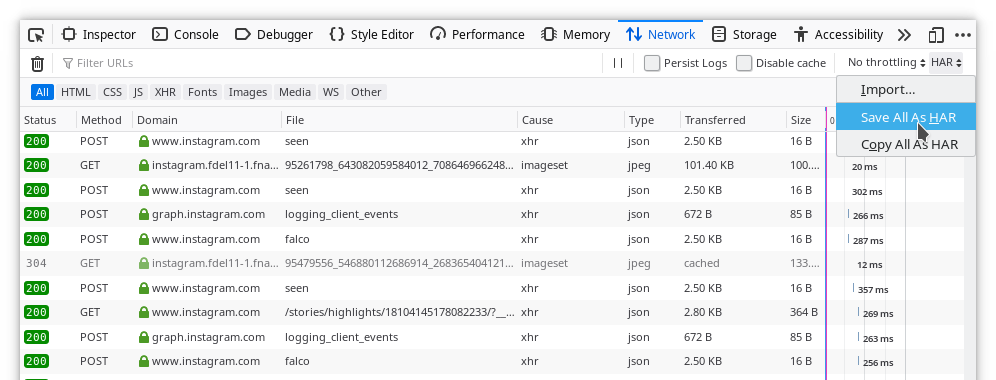 Inspector Console Debugger Style Editor Performance Memory Network Storage Accessibility
Filter URLs Persist Logs Disable cache No throttling HAR
All HTML CSS JS XHR Fonts Images Media WS Other
Import...
Save All As HAR
Copy All As HAR
Status Method Domain File Cause Type Transferred Size 0
200 POST www.instagram.com seen xhr json 2.50 KB 16 B
200 GET instagram.fdel11-1.fna... 95261798_643082059584012_708646966248... imageset jpeg 101.40 KB 100.... 20 ms
200 POST www.instagram.com seen xhr json 2.50 KB 16 B 302 ms
200 POST graph.instagram.com logging_client_events xhr json 672 B 85 B 266 ms
200 POST www.instagram.com falco xhr json 2.50 KB 16 B 287 ms
304 GET instagram.fdel11-1.fna... 95479556_546880112686914_268365404121... imageset jpeg cached 133.... 12 ms
200 POST www.instagram.com seen xhr json 2.50 KB 16 B 357 ms
200 GET www.instagram.com /stories/highlights/18104145178082233/?__... xhr json 2.80 KB 364 B 269 ms
200 POST graph.instagram.com logging_client_events xhr json 672 B 85 B 263 ms
200 POST www.instagram.com falco xhr json 2.50 KB 16 B 256 ms